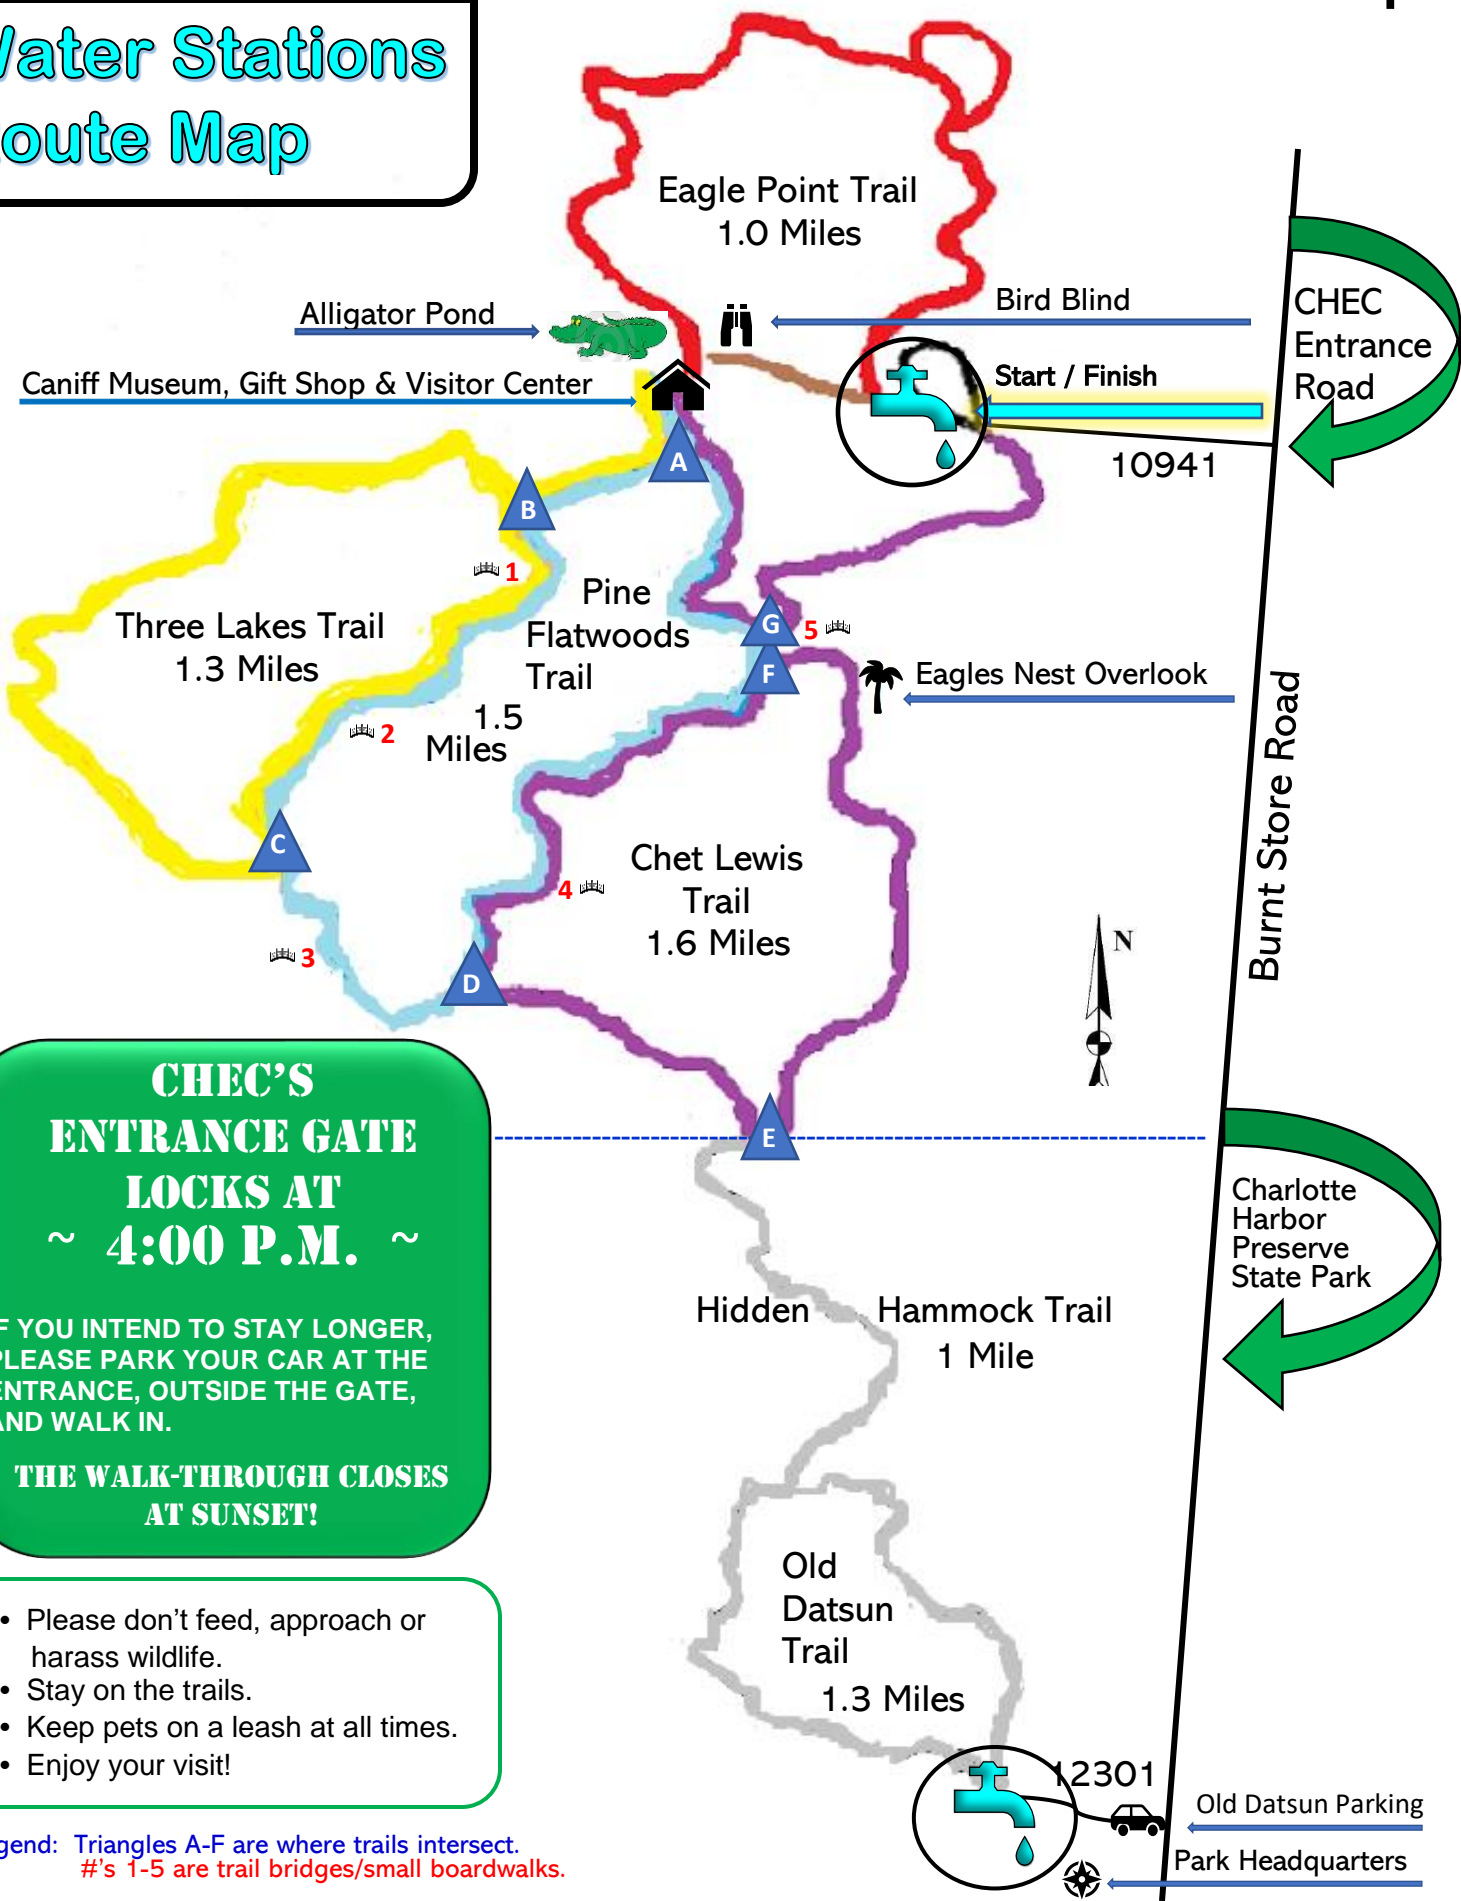 ater Stations
oute Map
Eagle Point Trail
1.0 Miles
Alligator Pond
Bird Blind
CHEC
Entrance
Road
Caniff Museum, Gift Shop & Visitor Center
Start / Finish
10941
A
B
1
Pine
Flatwoods
Trail
1.5
Miles
Three Lakes Trail
1.3 Miles
G
5
F
Eagles Nest Overlook
2
C
Chet Lewis
Trail
1.6 Miles
4
3
D
N
Burnt Store Road
E
CHEC'S
ENTRANCE GATE
LOCKS AT
~ 4:00 P.M. ~
F YOU INTEND TO STAY LONGER,
PLEASE PARK YOUR CAR AT THE
ENTRANCE, OUTSIDE THE GATE,
AND WALK IN.
THE WALK-THROUGH CLOSES
AT SUNSET!
Charlotte
Harbor
Preserve
State Park
Hidden Hammock Trail
1 Mile
Old
Datsun
Trail
1.3 Miles
• Please don't feed, approach or
harass wildlife.
• Stay on the trails.
• Keep pets on a leash at all times.
• Enjoy your visit!
12301
Old Datsun Parking
Park Headquarters
gend: Triangles A-F are where trails intersect.
#'s 1-5 are trail bridges/small boardwalks.